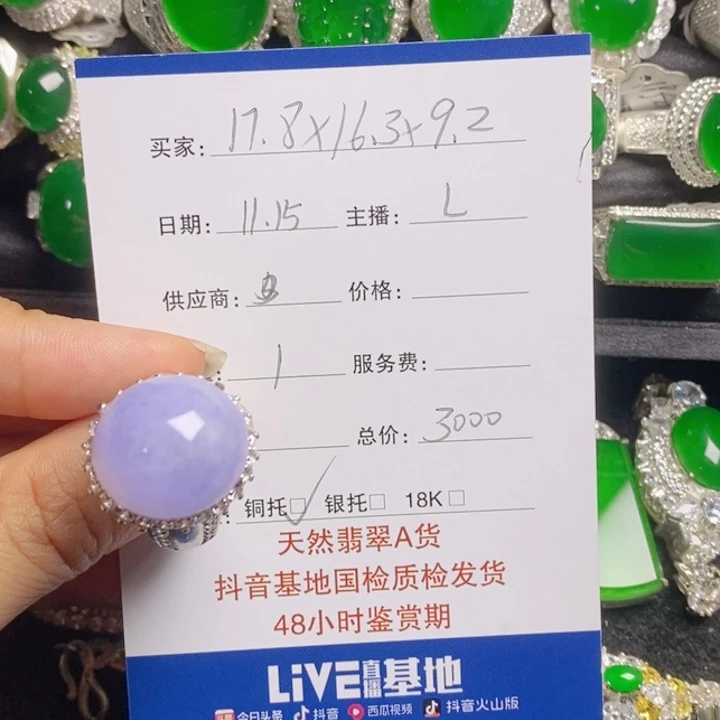 买家: 17.8x16.3x9.2
日期: 11.15 主播: L
供应商: 价格:
: 1 服务费:
总价: 3000
: 铜托□✓ 银托□ 18K□
天然翡翠A货
抖音基地国检质检发货
48小时鉴赏期
LiVE直播基地
今日头条 抖音 西瓜视频 抖音火山版